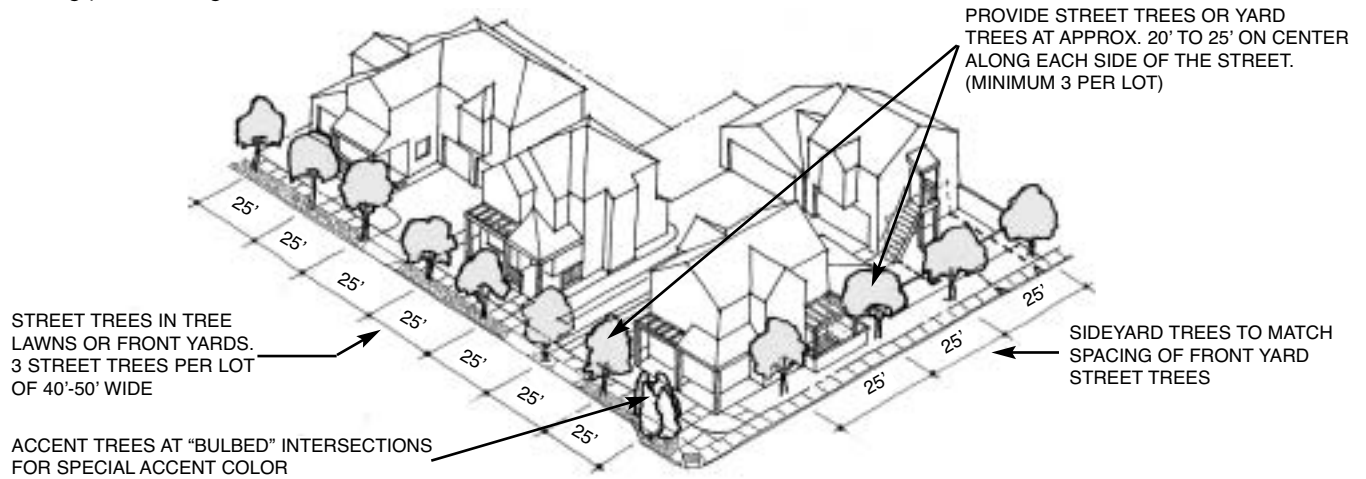 PROVIDE STREET TREES OR YARD
TREES AT APPROX. 20' TO 25' ON CENTER
ALONG EACH SIDE OF THE STREET.
(MINIMUM 3 PER LOT)
25'
25'
25'
25'
25'
25'
25'
25'
25'
25'
25'
STREET TREES IN TREE
LAWNS OR FRONT YARDS.
3 STREET TREES PER LOT
OF 40'-50' WIDE
SIDEYARD TREES TO MATCH
SPACING OF FRONT YARD
STREET TREES
ACCENT TREES AT “BULBED” INTERSECTIONS
FOR SPECIAL ACCENT COLOR